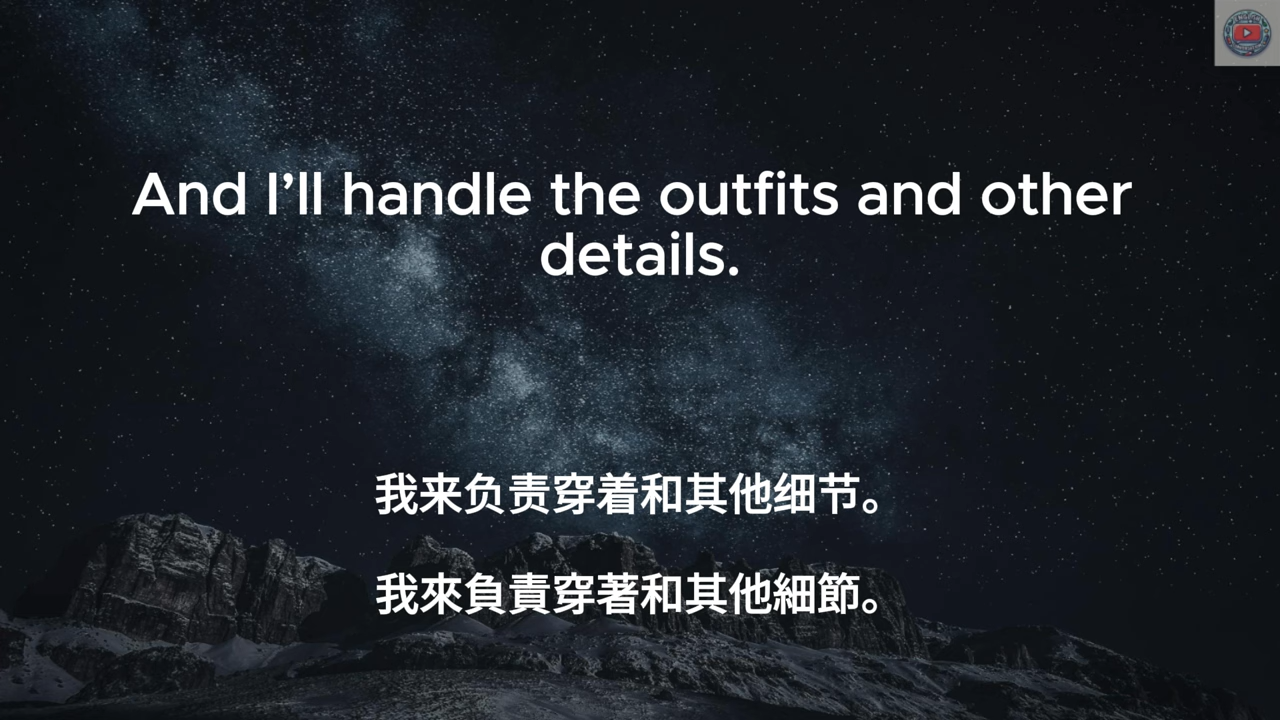 And I’ll handle the outfits and other
details.
我来负责穿着和其他细节。
我來負責穿著和其他細節。